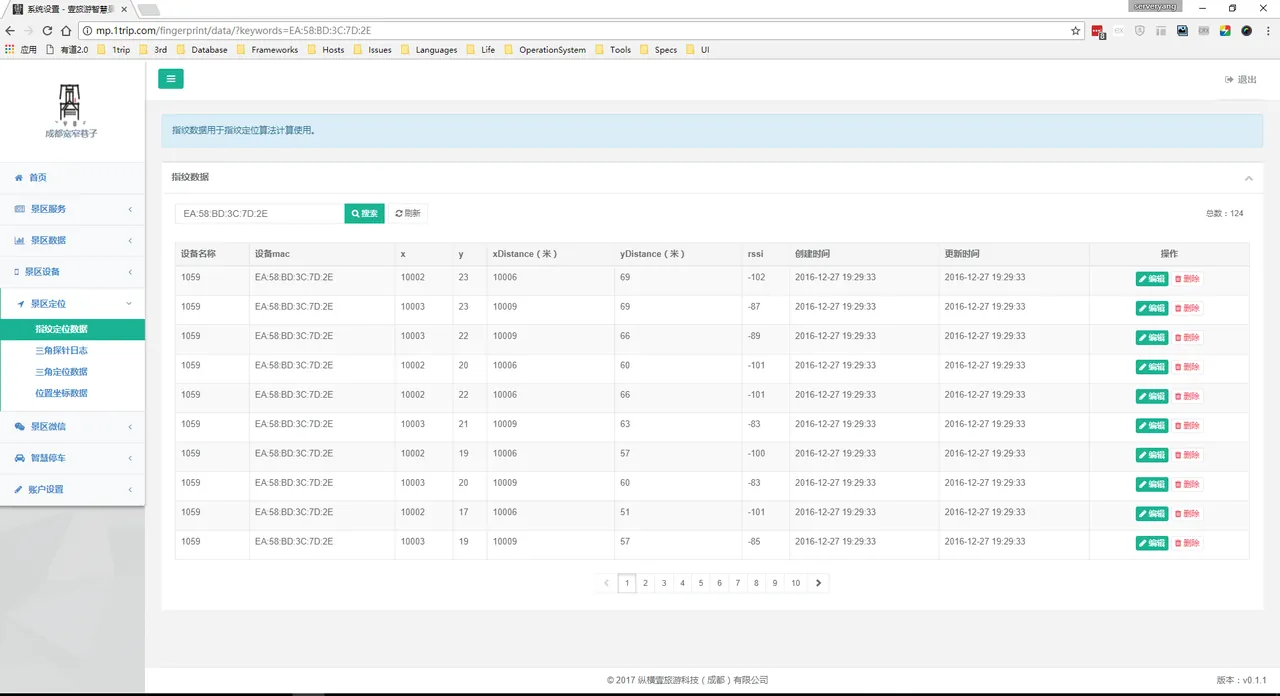 系统设置 - 壹旅游智慧景
serveryang
mp.1trip.com/fingerprint/data/?keywords=EA:58:BD:3C:7D:2E
应用 有道2.0 1trip 3rd Database Frameworks Hosts Issues Languages Life OperationSystem Tools Specs UI
成都宽窄巷子
退出
首页
景区服务
景区数据
景区设备
景区定位
指纹定位数据
三角探针日志
三角定位数据
位置坐标数据
景区微信
智慧停车
账户设置
指纹数据用于指纹定位算法计算使用。
指纹数据
EA:58:BD:3C:7D:2E 搜索 刷新 总数：124
设备名称 设备mac x y xDistance（米） yDistance（米） rssi 创建时间 更新时间 操作
1059 EA:58:BD:3C:7D:2E 10002 23 10006 69 -102 2016-12-27 19:29:33 2016-12-27 19:29:33 编辑 删除
1059 EA:58:BD:3C:7D:2E 10003 23 10009 69 -87 2016-12-27 19:29:33 2016-12-27 19:29:33 编辑 删除
1059 EA:58:BD:3C:7D:2E 10003 22 10009 66 -89 2016-12-27 19:29:33 2016-12-27 19:29:33 编辑 删除
1059 EA:58:BD:3C:7D:2E 10002 20 10006 60 -101 2016-12-27 19:29:33 2016-12-27 19:29:33 编辑 删除
1059 EA:58:BD:3C:7D:2E 10002 22 10006 66 -101 2016-12-27 19:29:33 2016-12-27 19:29:33 编辑 删除
1059 EA:58:BD:3C:7D:2E 10003 21 10009 63 -83 2016-12-27 19:29:33 2016-12-27 19:29:33 编辑 删除
1059 EA:58:BD:3C:7D:2E 10002 19 10006 57 -100 2016-12-27 19:29:33 2016-12-27 19:29:33 编辑 删除
1059 EA:58:BD:3C:7D:2E 10003 20 10009 60 -83 2016-12-27 19:29:33 2016-12-27 19:29:33 编辑 删除
1059 EA:58:BD:3C:7D:2E 10002 17 10006 51 -101 2016-12-27 19:29:33 2016-12-27 19:29:33 编辑 删除
1059 EA:58:BD:3C:7D:2E 10003 19 10009 57 -85 2016-12-27 19:29:33 2016-12-27 19:29:33 编辑 删除
1 2 3 4 5 6 7 8 9 10
© 2017 纵横壹旅游科技（成都）有限公司
版本：v0.1.1